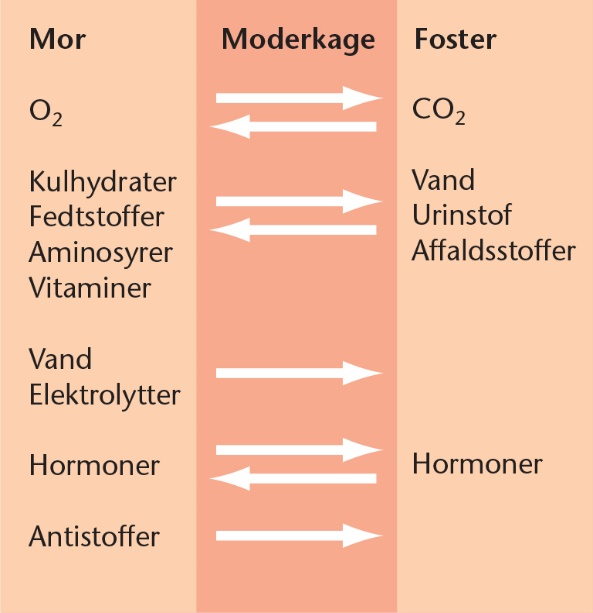 Mor Moderkage Foster
O₂ CO₂
Kulhydrater Vand
Fedtstoffer Urinstof
Aminosyrer Affaldsstoffer
Vitaminer
Vand
Elektrolytter
Hormoner Hormoner
Antistoffer